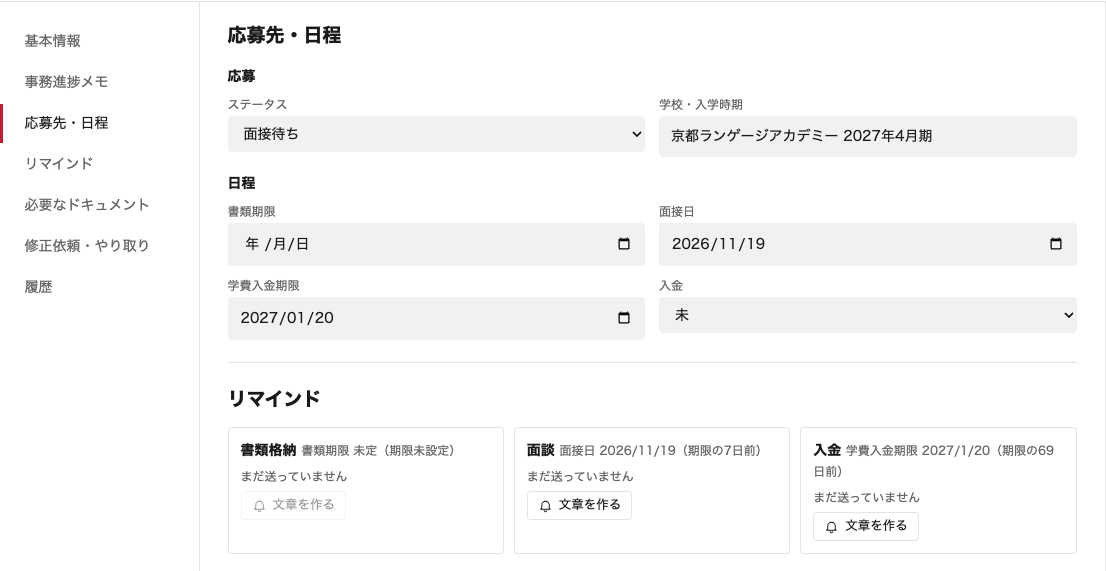 基本情報
事務進捗メモ
応募先・日程
リマインド
必要なドキュメント
修正依頼・やり取り
履歴
応募先・日程
応募
ステータス
面接待ち
学校・入学時期
京都ランゲージアカデミー 2027年4月期
日程
書類期限
年 /月/日
面接日
2026/11/19
学費入金期限
2027/01/20
入金
未
リマインド
書類格納 書類期限 未定（期限未設定）
まだ送っていません
文章を作る
面談 面接日 2026/11/19（期限の7日前）
まだ送っていません
文章を作る
入金 学費入金期限 2027/1/20（期限の69
日前）
まだ送っていません
文章を作る